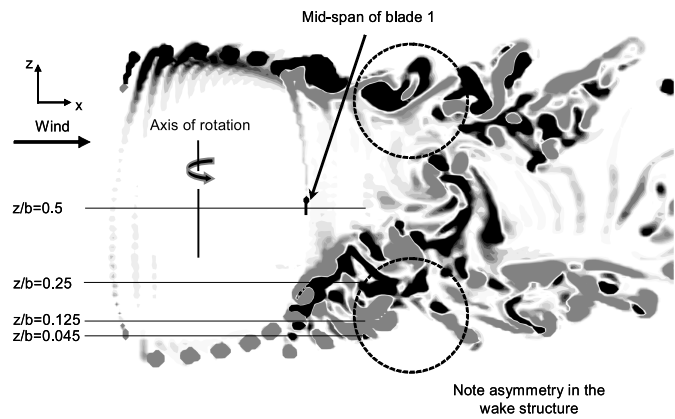 Mid-span of blade 1
z
x
Wind
Axis of rotation
z/b=0.5
z/b=0.25
z/b=0.125
z/b=0.045
Note asymmetry in the
wake structure